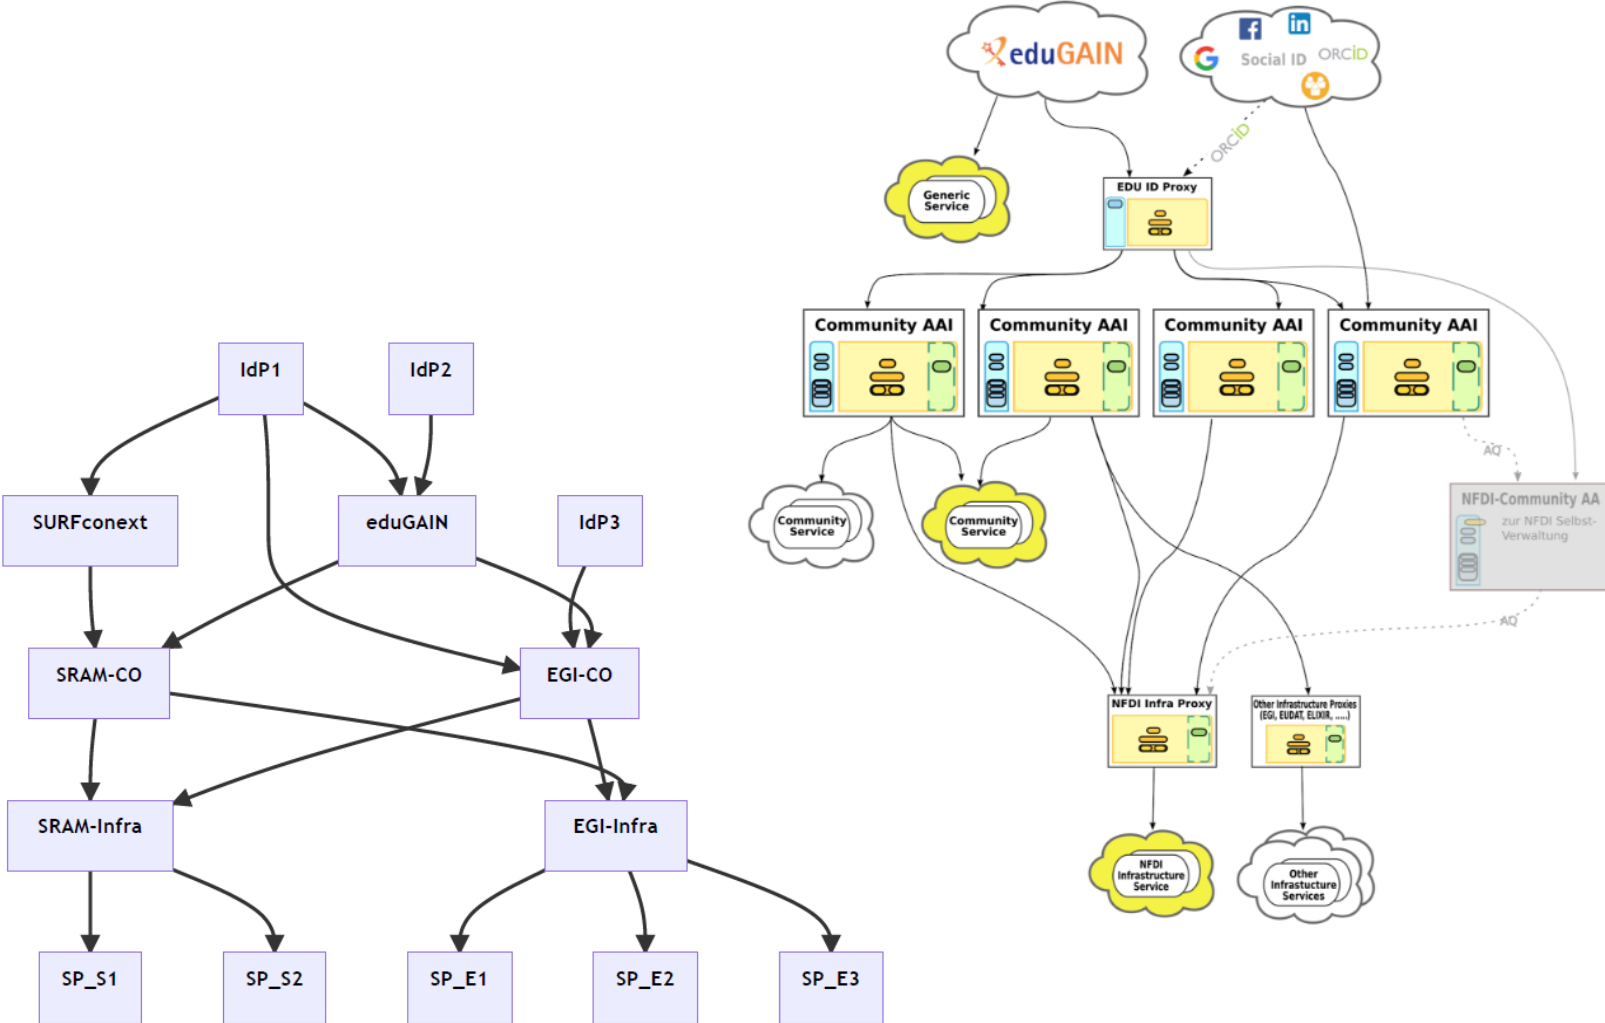 IdP1
IdP2
SURFconext
eduGAIN
IdP3
SRAM-CO
EGI-CO
SRAM-Infra
EGI-Infra
SP_S1
SP_S2
SP_E1
SP_E2
SP_E3
eduGAIN
Social ID
ORCiD
ORCiD
Generic
Service
EDU ID Proxy
Community AAI
Community AAI
Community AAI
Community AAI
AQ
Community
Service
Community
Service
NFDI-Community AA
zur NFDI Selbst-
Verwaltung
AQ
NFDI Infra Proxy
Other Infrastructure Proxies
(EGI, EUDAT, ELIXIR, .....)
NFDI
Infrastructure
Service
Other
Infrastucture
Services